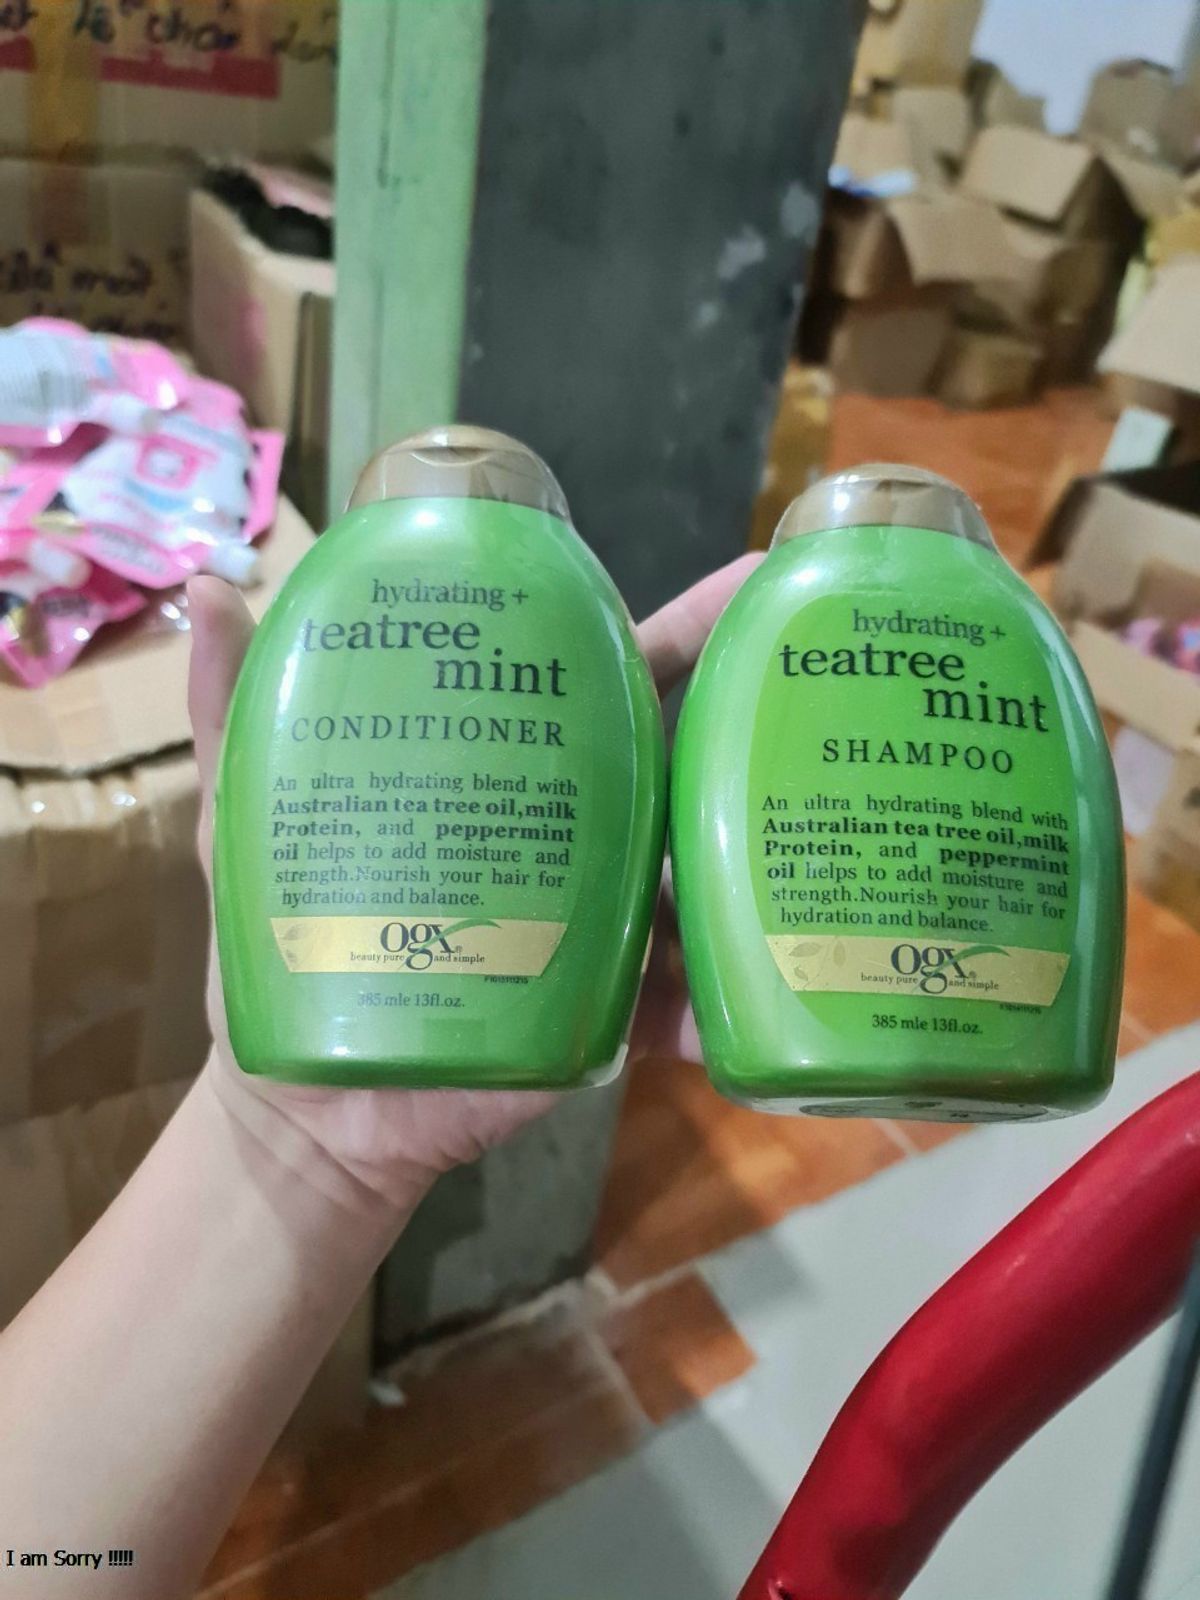 hydrating +
teatree
mint
CONDITIONER
An ultra hydrating blend with
Australian tea tree oil,milk
Protein, and peppermint
oil helps to add moisture and
strength.Nourish your hair for
hydration and balance.
Ogx®
beauty pure and simple
385 mle 13fl.oz.
hydrating +
teatree
mint
SHAMPOO
An ultra hydrating blend with
Australian tea tree oil,milk
Protein, and peppermint
oil helps to add moisture and
strength.Nourish your hair for
hydration and balance.
Ogx®
beauty pure and simple
385 mle 13fl.oz.
I am Sorry !!!!!